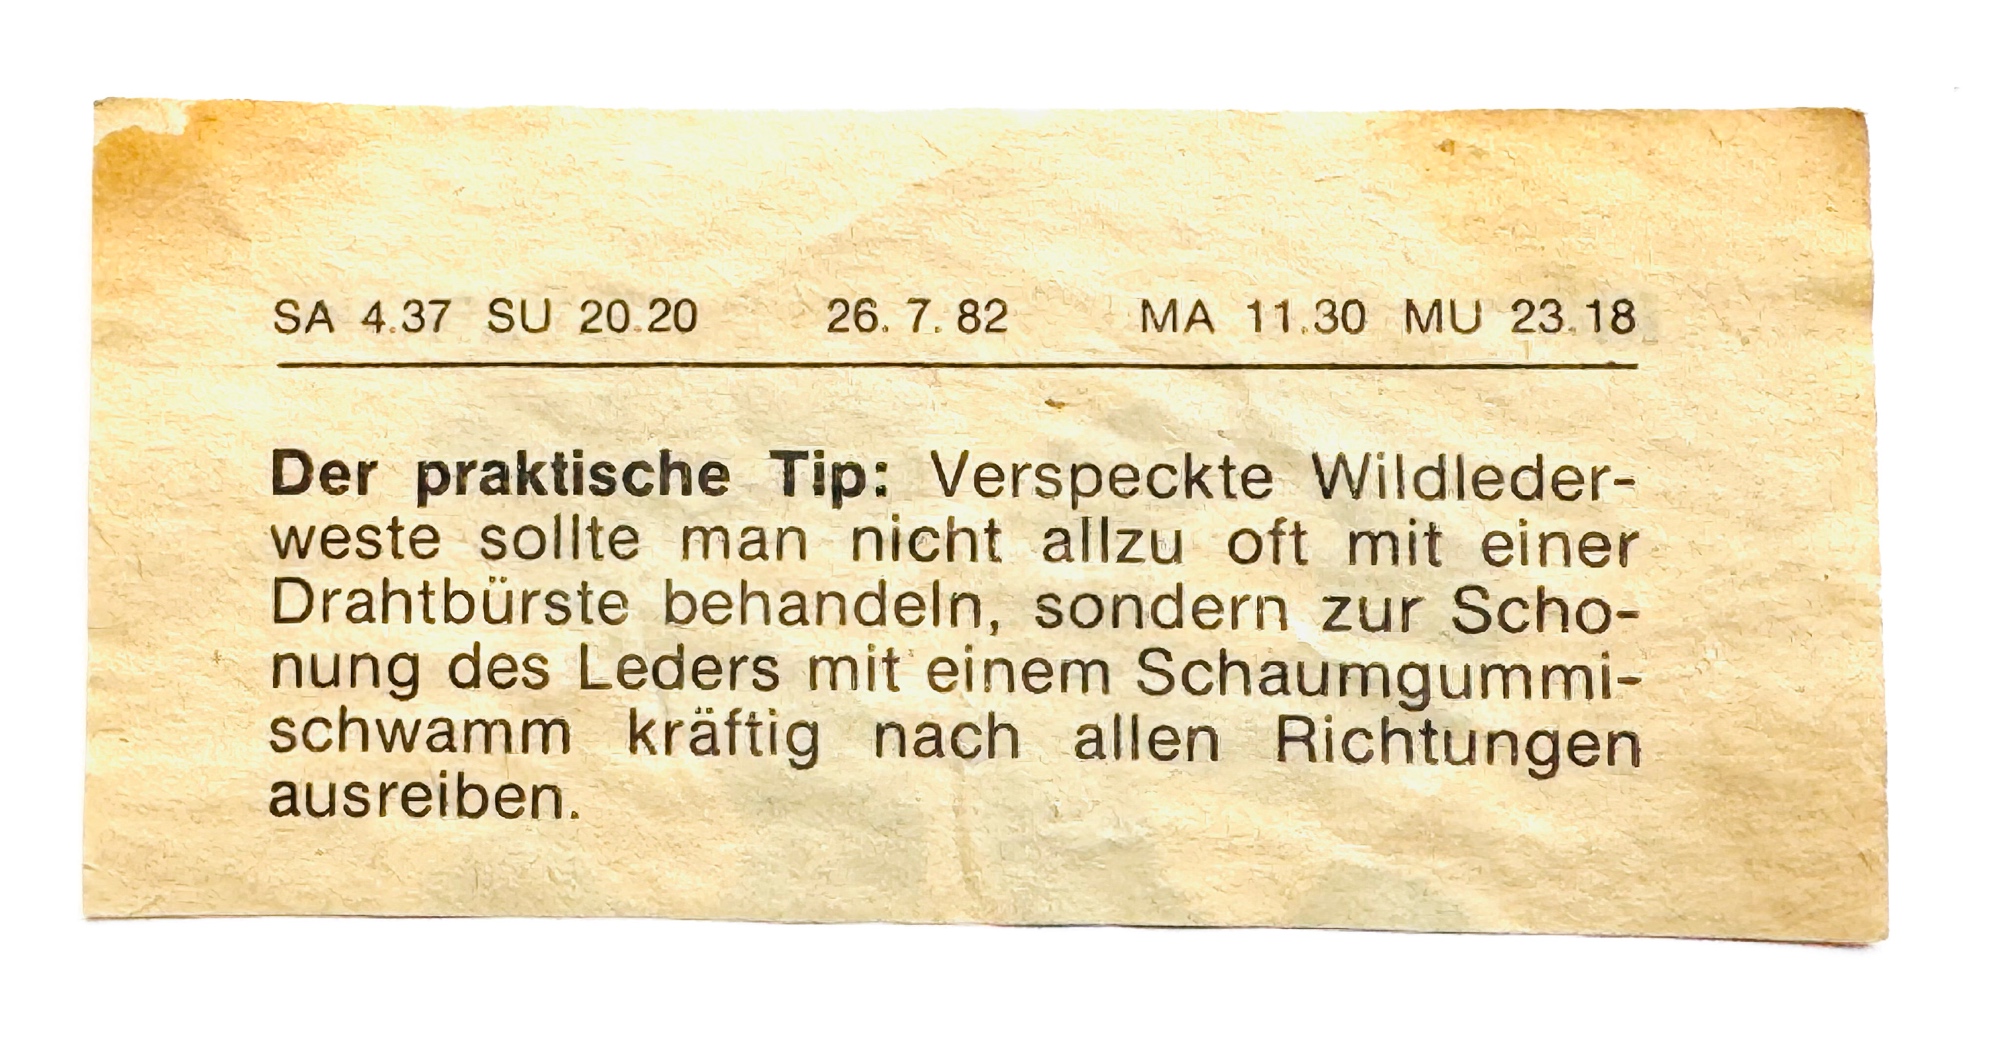 SA 4.37 SU 20.20 26. 7. 82 MA 11.30 MU 23.18
Der praktische Tip: Verspeckte Wildleder-
weste sollte man nicht allzu oft mit einer
Drahtbürste behandeln, sondern zur Scho-
nung des Leders mit einem Schaumgummi-
schwamm kräftig nach allen Richtungen
ausreiben.